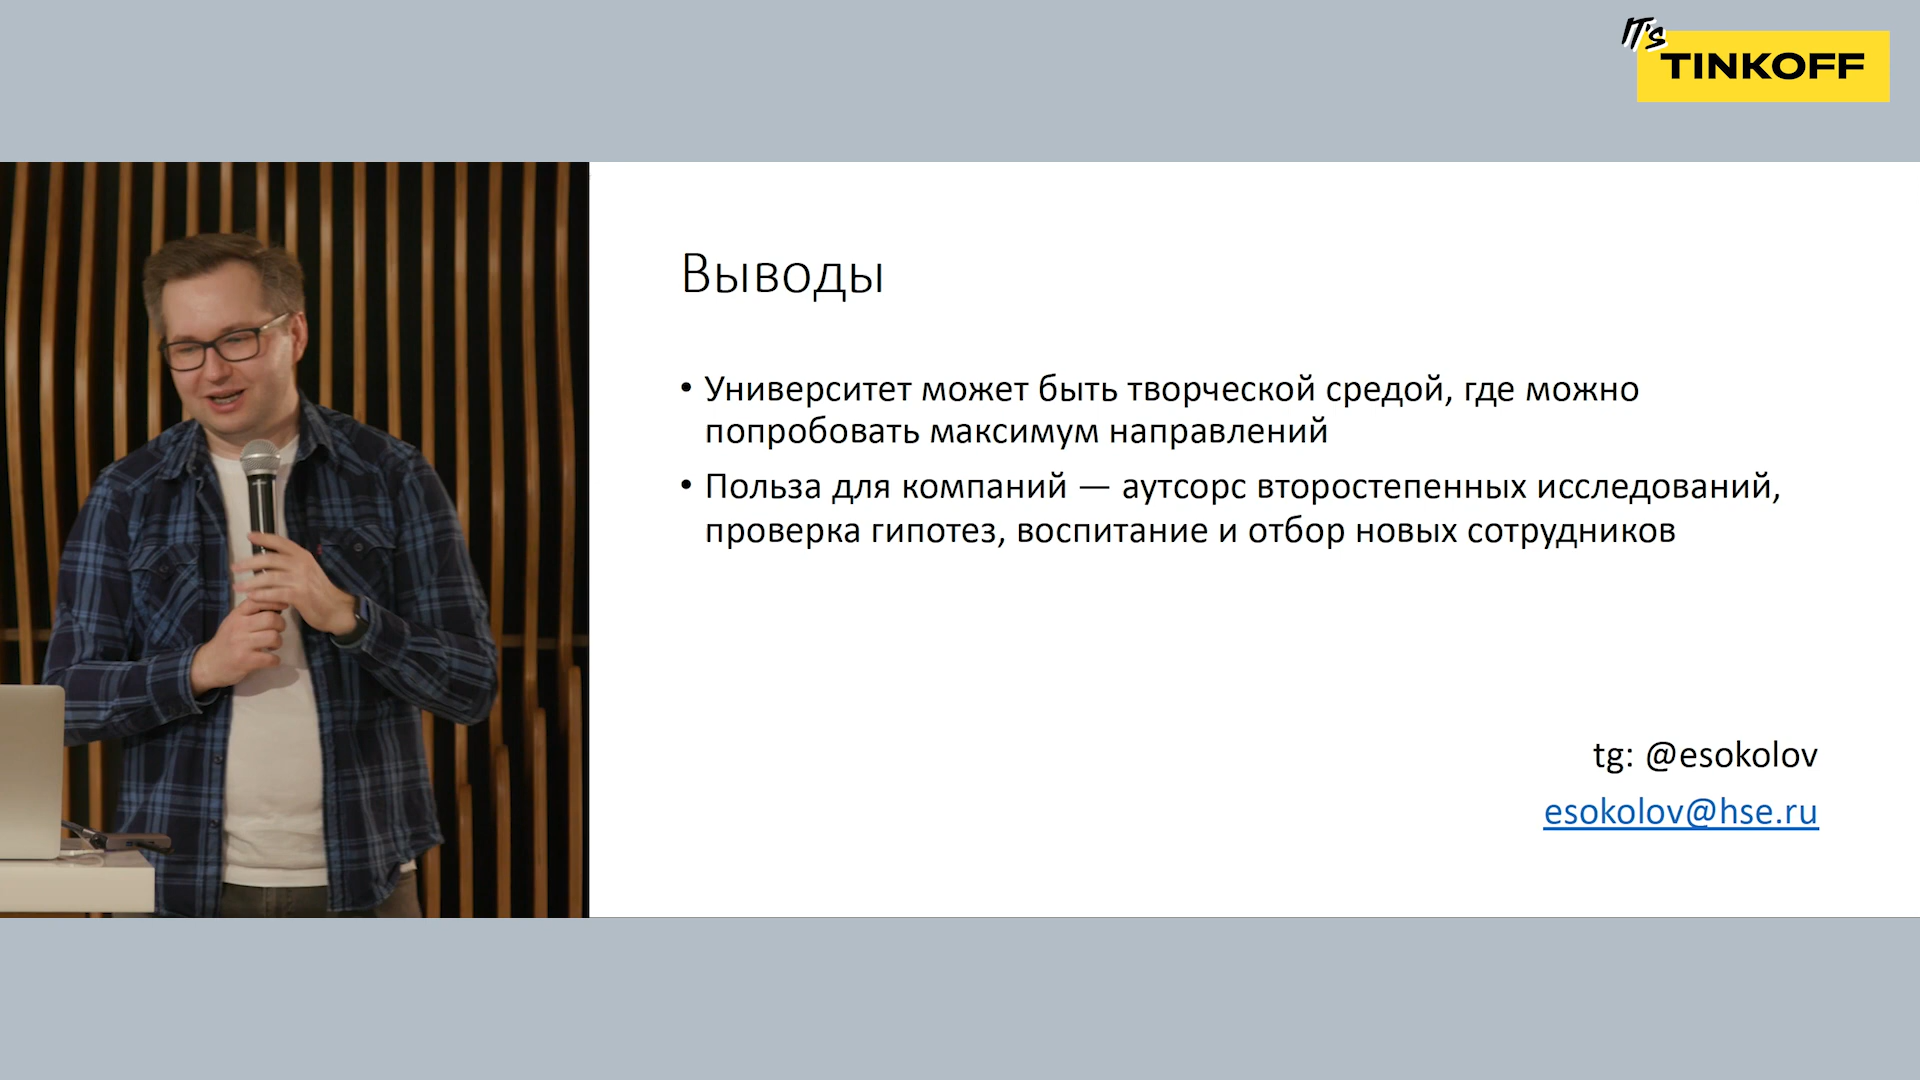 IT's
TINKOFF
Выводы
• Университет может быть творческой средой, где можно
попробовать максимум направлений
• Польза для компаний — аутсорс второстепенных исследований,
проверка гипотез, воспитание и отбор новых сотрудников
tg: @esokolov
esokolov@hse.ru